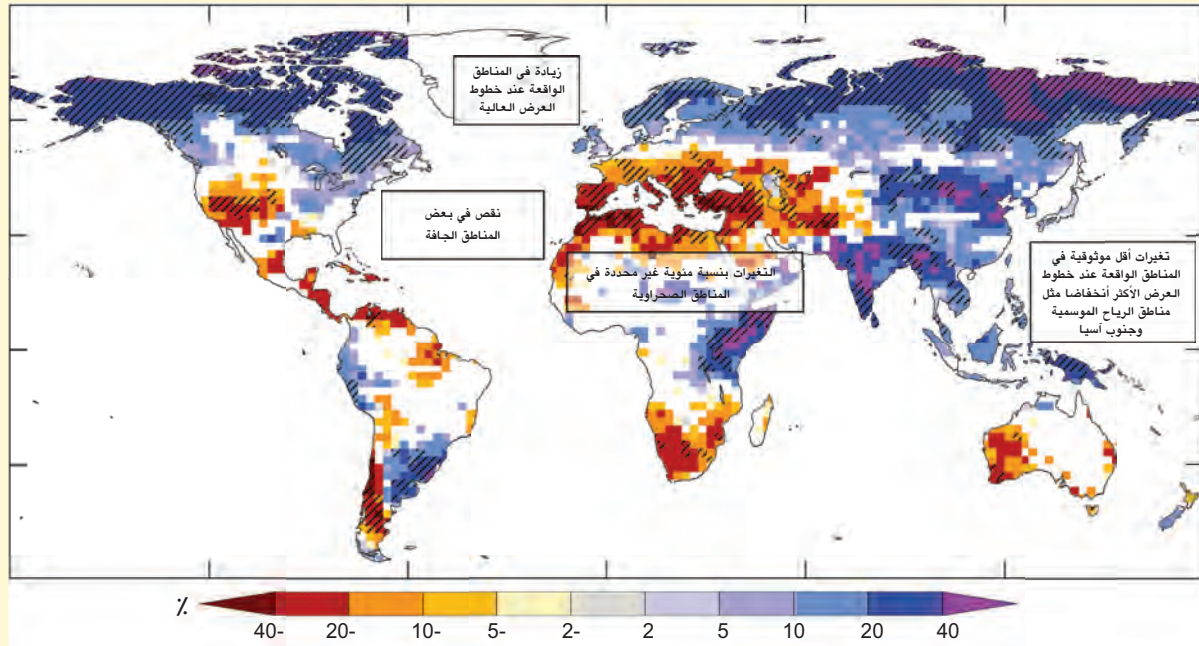 زيادة في المناطق
الواقعة عند خطوط
العرض العالية
نقص في بعض
المناطق الجافة
التغيرات بنسبة مئوية غير محددة في
المناطق الصحراوية
تغيرات أقل موثوقية في
المناطق الواقعة عند خطوط
العرض الأكثر أنخفاضا مثل
مناطق الرياح الموسمية
وجنوب آسيا
٪
40- 20- 10- 5- 2- 2 5 10 20 40